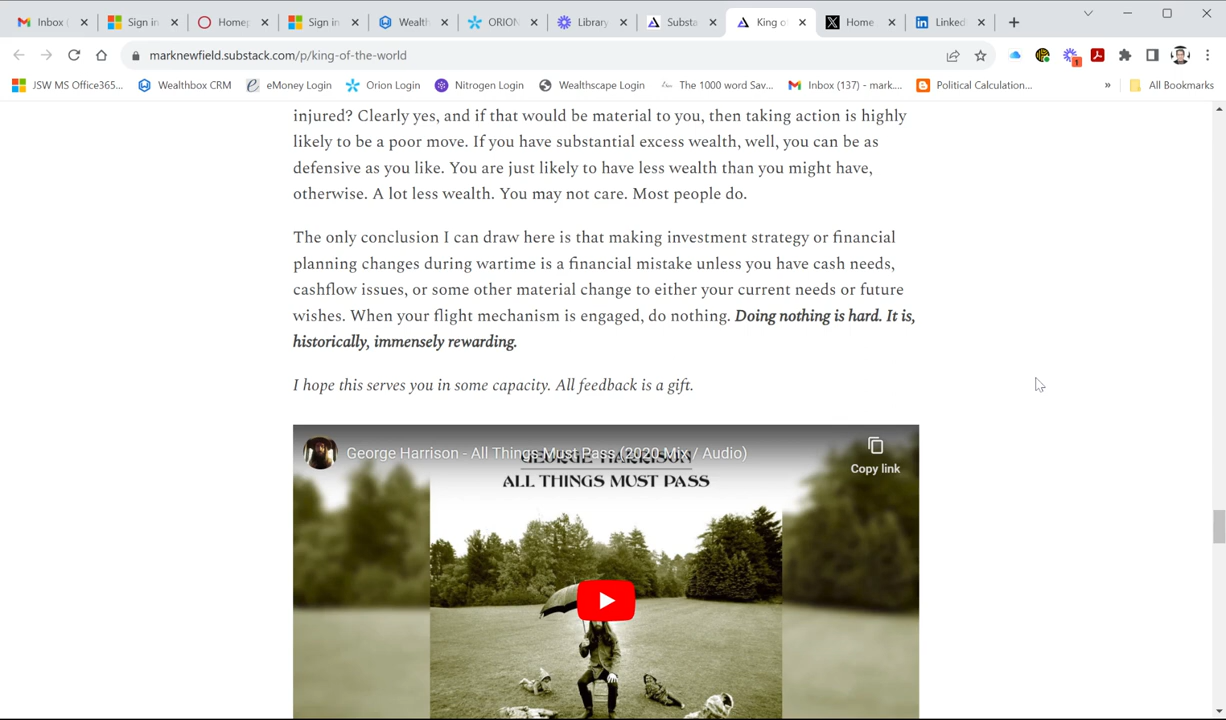 Inbox (
Sign in
Homep
Sign in
Wealth
ORION
Library
Substa
King of
Home
LinkedI
marknewfield.substack.com/p/king-of-the-world
1
JSW MS Office365...
Wealthbox CRM
eMoney Login
Orion Login
Nitrogen Login
Wealthscape Login
The 1000 word Sav...
Inbox (137) - mark....
Political Calculation...
»
All Bookmarks
injured? Clearly yes, and if that would be material to you, then taking action is highly
likely to be a poor move. If you have substantial excess wealth, well, you can be as
defensive as you like. You are just likely to have less wealth than you might have,
otherwise. A lot less wealth. You may not care. Most people do.
The only conclusion I can draw here is that making investment strategy or financial
planning changes during wartime is a financial mistake unless you have cash needs,
cashflow issues, or some other material change to either your current needs or future
wishes. When your flight mechanism is engaged, do nothing. Doing nothing is hard. It is,
historically, immensely rewarding.
I hope this serves you in some capacity. All feedback is a gift.
George Harrison - All Things Must Pass (2020 Mix / Audio)
Copy link
GEORGE HARRISON
ALL THINGS MUST PASS